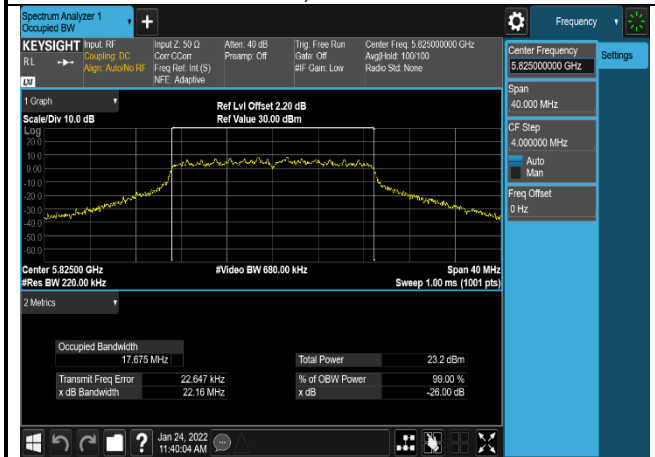 Spectrum Analyzer 1
Occupied BW
Frequency
KEYSIGHT
Input: RF
Coupling: DC
Align: Auto/No RF
Input Z: 50 Ω
Corr CCorr
Freq Ref: Int (S)
NFE: Adaptive
Atten: 40 dB
Preamp: Off
Trig: Free Run
Gate: Off
#IF Gain: Low
Center Freq: 5.825000000 GHz
Avg|Hold: 100/100
Radio Std: None
R L
LXI
Center Frequency
5.825000000 GHz
Settings
Span
40.000 MHz
CF Step
4.000000 MHz
Auto
Man
Freq Offset
0 Hz
1 Graph
Scale/Div 10.0 dB
Ref Lvl Offset 2.20 dB
Ref Value 30.00 dBm
Log
20.0
10.0
0.00
-10.0
-20.0
-30.0
-40.0
-50.0
-60.0
Center 5.82500 GHz
#Video BW 680.00 kHz
Span 40 MHz
#Res BW 220.00 kHz
Sweep 1.00 ms (1001 pts)
2 Metrics
Occupied Bandwidth
17.675 MHz
Total Power 23.2 dBm
Transmit Freq Error 22.647 kHz
% of OBW Power 99.00 %
x dB Bandwidth 22.16 MHz
x dB -26.00 dB
?
Jan 24, 2022
11:40:04 AM